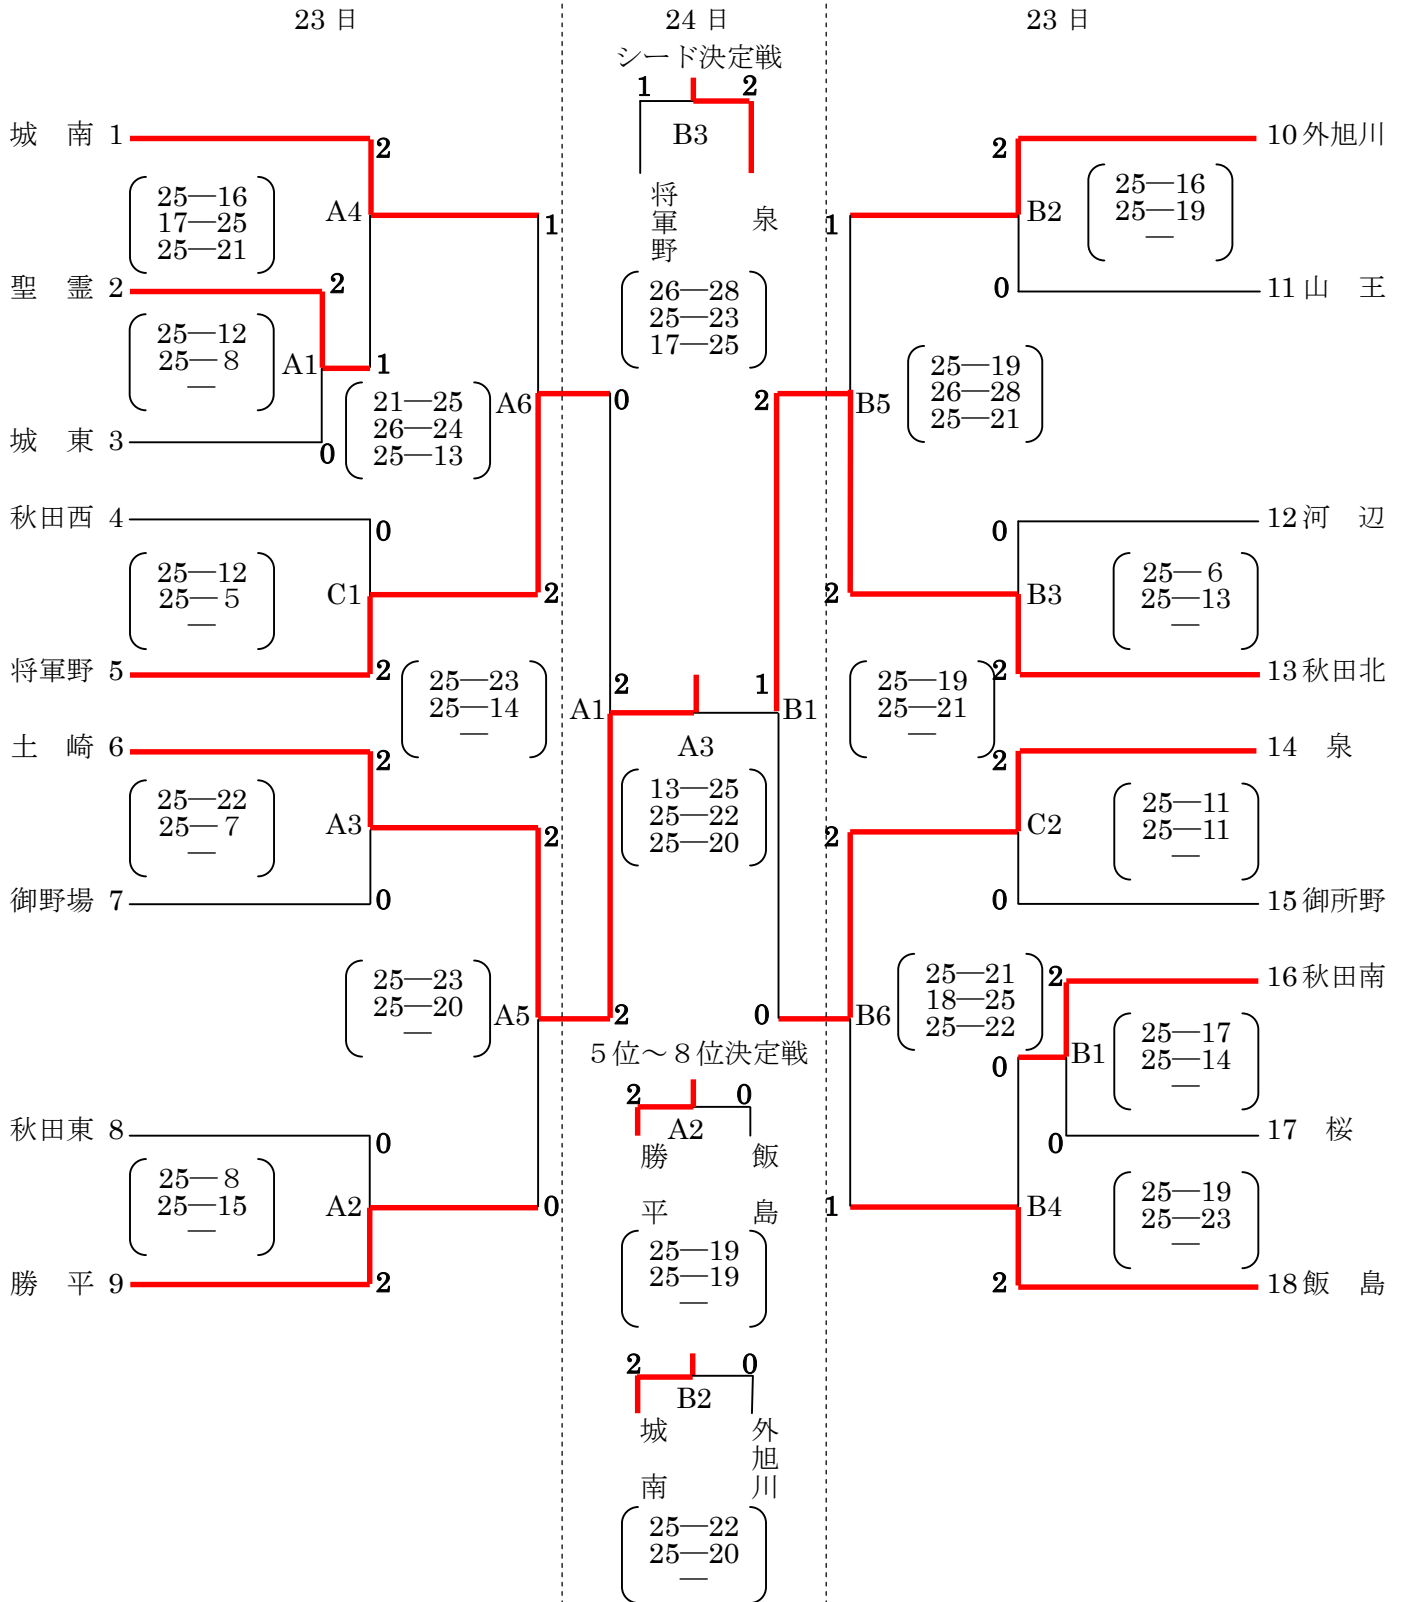 23 日
24 日
23 日
シード決定戦
1
2
B3
将軍野
泉
26—28
25—23
17—25
城　南 1
2
25—16
17—25
25—21
A4
1
聖　霊 2
2
25—12
25— 8
—
A1
1
城　東 3
0
21—25
26—24
25—13
A6
0
秋田西 4
0
25—12
25— 5
—
C1
2
将軍野 5
2
25—23
25—14
—
A1
2
土　崎 6
2
25—22
25— 7
—
A3
2
御野場 7
0
25—23
25—20
—
A5
2
秋田東 8
0
25— 8
25—15
—
A2
0
勝　平 9
2
A3
1
13—25
25—22
25—20
5位～8位決定戦
2
0
A2
勝　平
飯　島
25—19
25—19
—
2
0
B2
城　南
外旭川
25—22
25—20
—
10 外旭川
2
25—16
25—19
—
B2
1
11 山　王
0
25—19
26—28
25—21
B5
2
12 河　辺
0
25— 6
25—13
—
B3
2
13 秋田北
2
25—19
25—21
—
B1
14　泉
2
25—11
25—11
—
C2
2
15 御所野
0
25—21
18—25
25—22
B6
0
16 秋田南
2
25—17
25—14
—
B1
0
17　桜
0
25—19
25—23
—
B4
1
18 飯　島
2